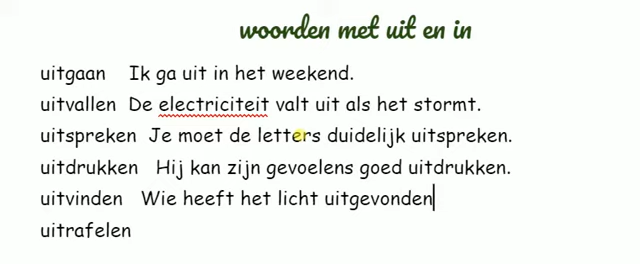 woorden met uit en in
uitgaan Ik ga uit in het weekend.
uitvallen De electriciteit valt uit als het stormt.
uitspreken Je moet de letters duidelijk uitspreken.
uitdrukken Hij kan zijn gevoelens goed uitdrukken.
uitvinden Wie heeft het licht uitgevonden
uitrafelen